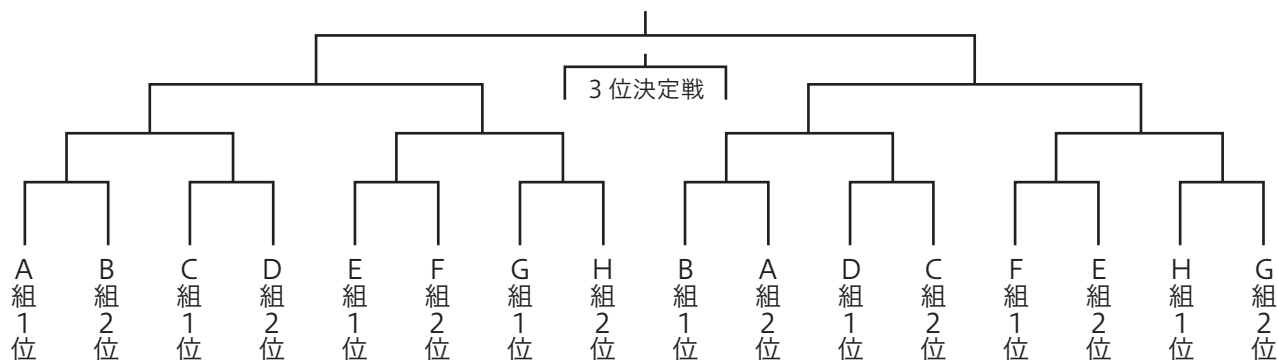 3位決定戦
A組1位
B組2位
C組1位
D組2位
E組1位
F組2位
G組1位
H組2位
B組1位
A組2位
D組1位
C組2位
F組1位
E組2位
H組1位
G組2位